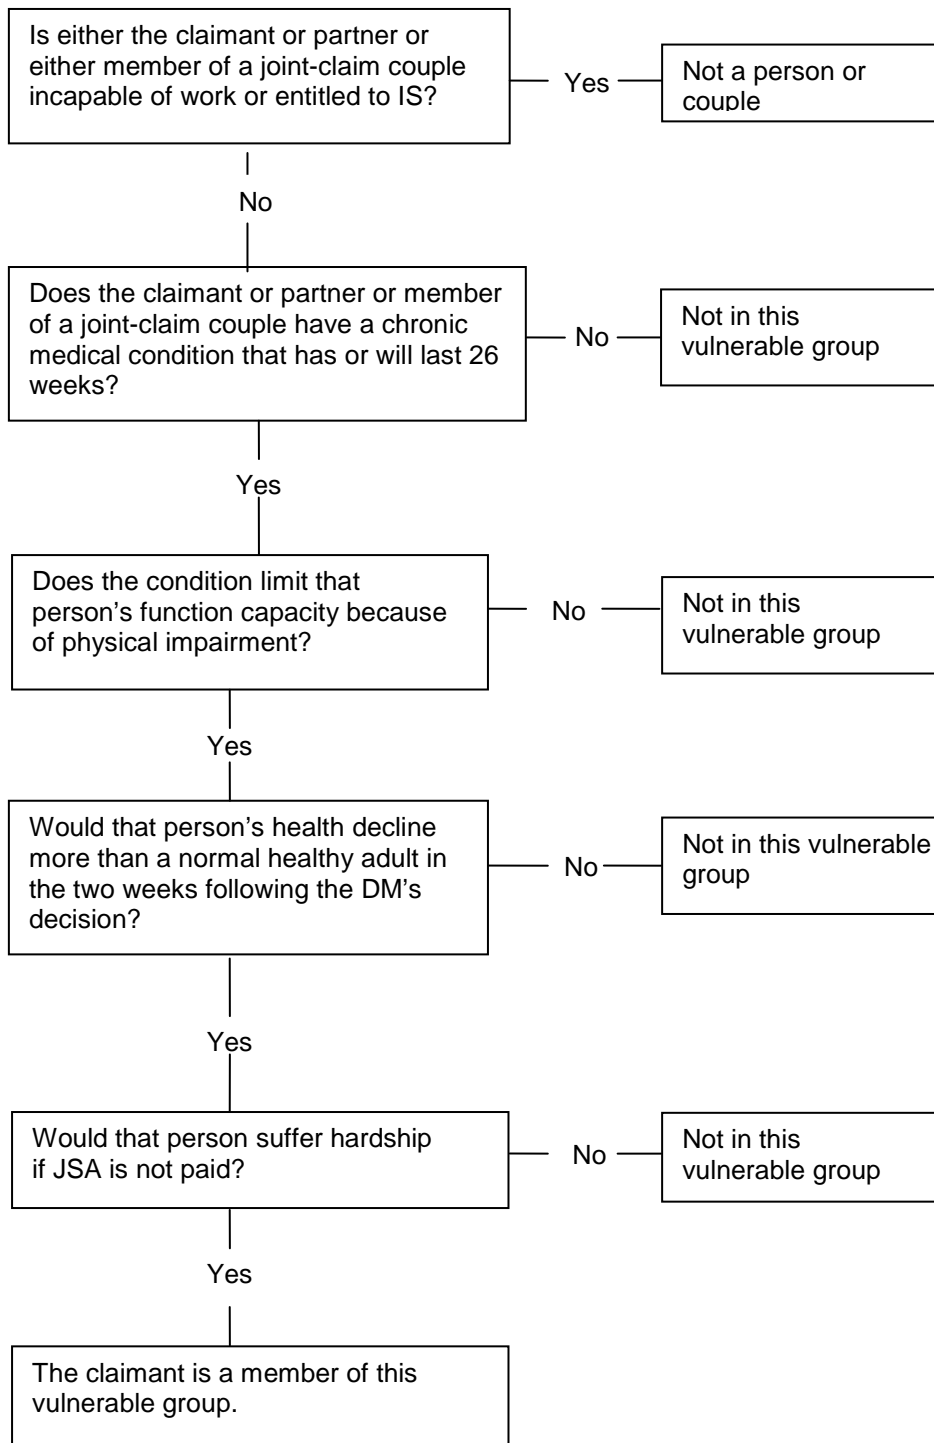 Is either the claimant or partner or
either member of a joint-claim couple
incapable of work or entitled to IS?
Yes
Not a person or
couple
No
Does the claimant or partner or member
of a joint-claim couple have a chronic
medical condition that has or will last 26
weeks?
No
Not in this
vulnerable group
Yes
Does the condition limit that
person's function capacity because
of physical impairment?
No
Not in this
vulnerable group
Yes
Would that person's health decline
more than a normal healthy adult in
the two weeks following the DM's
decision?
No
Not in this vulnerable
group
Yes
Would that person suffer hardship
if JSA is not paid?
No
Not in this
vulnerable group
Yes
The claimant is a member of this
vulnerable group.